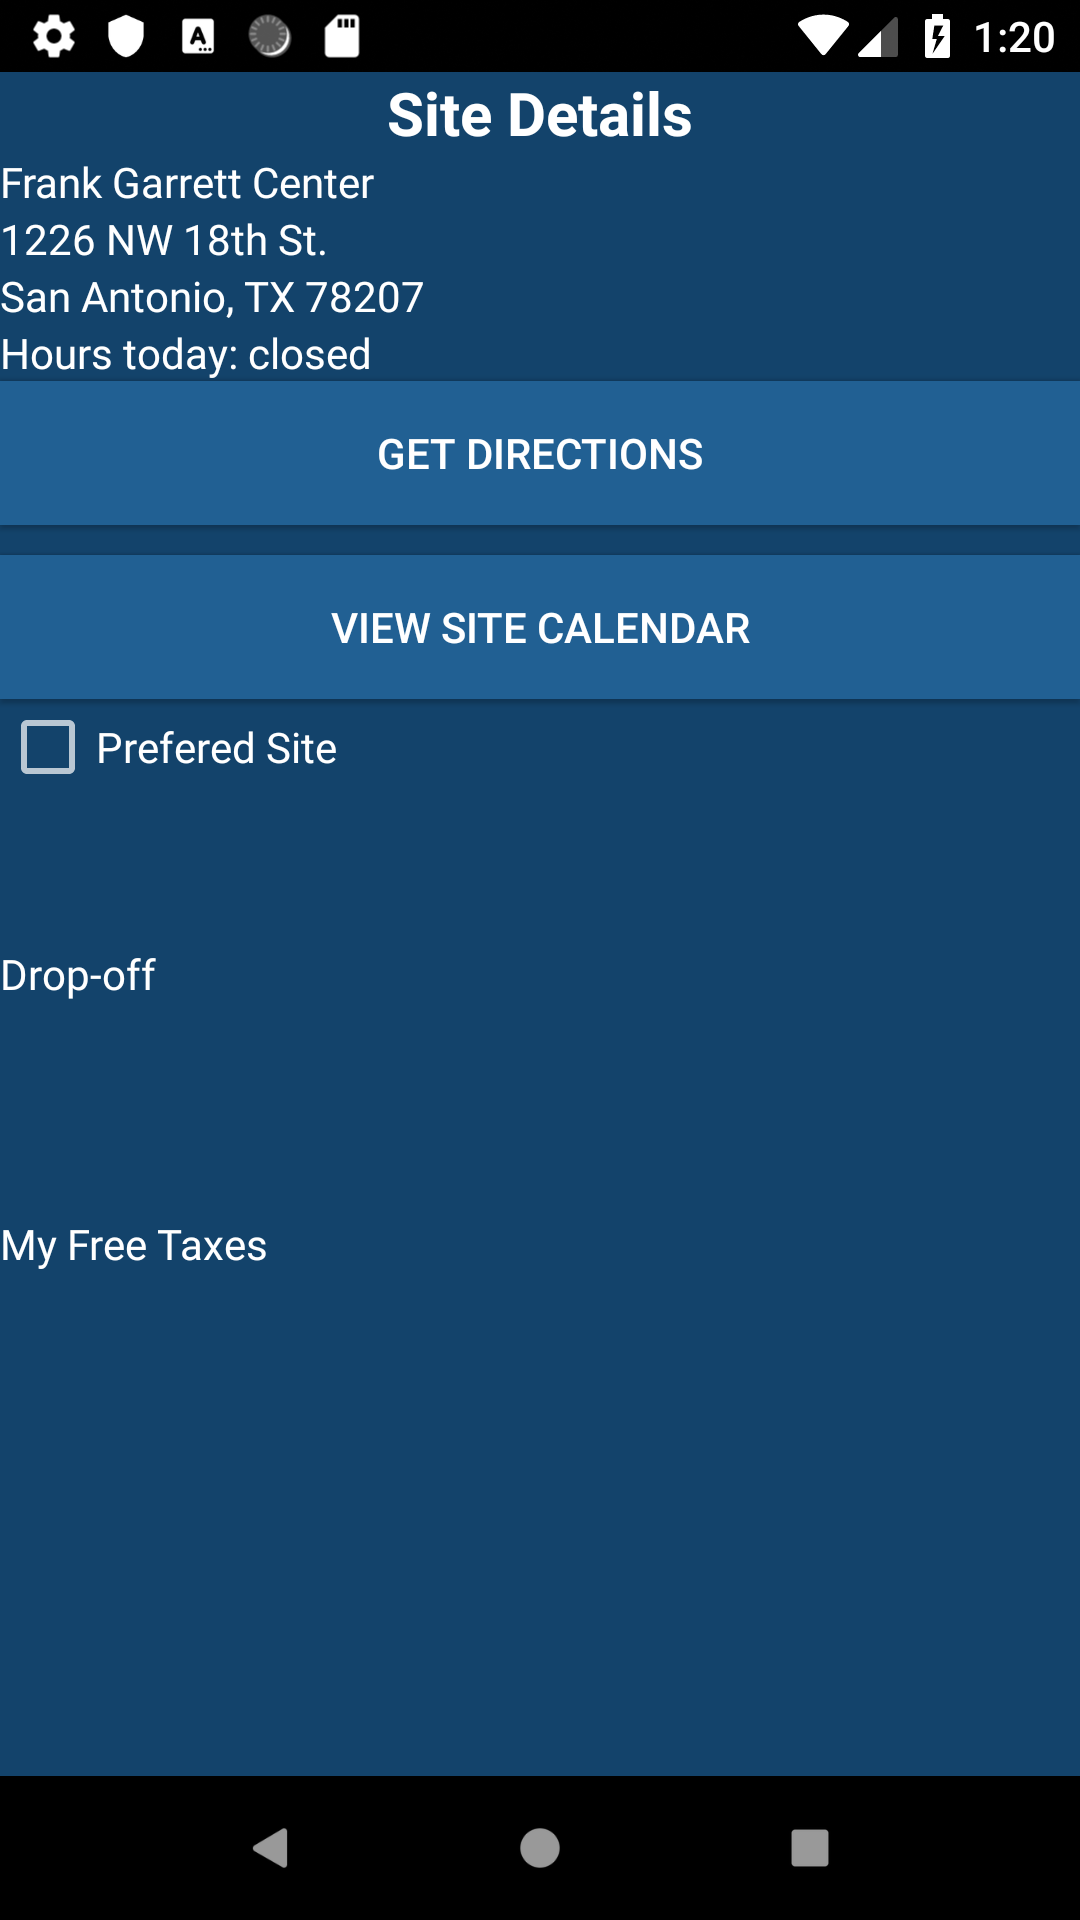 1:20
Site Details
Frank Garrett Center
1226 NW 18th St.
San Antonio, TX 78207
Hours today: closed
GET DIRECTIONS
VIEW SITE CALENDAR
Prefered Site
Drop-off
My Free Taxes